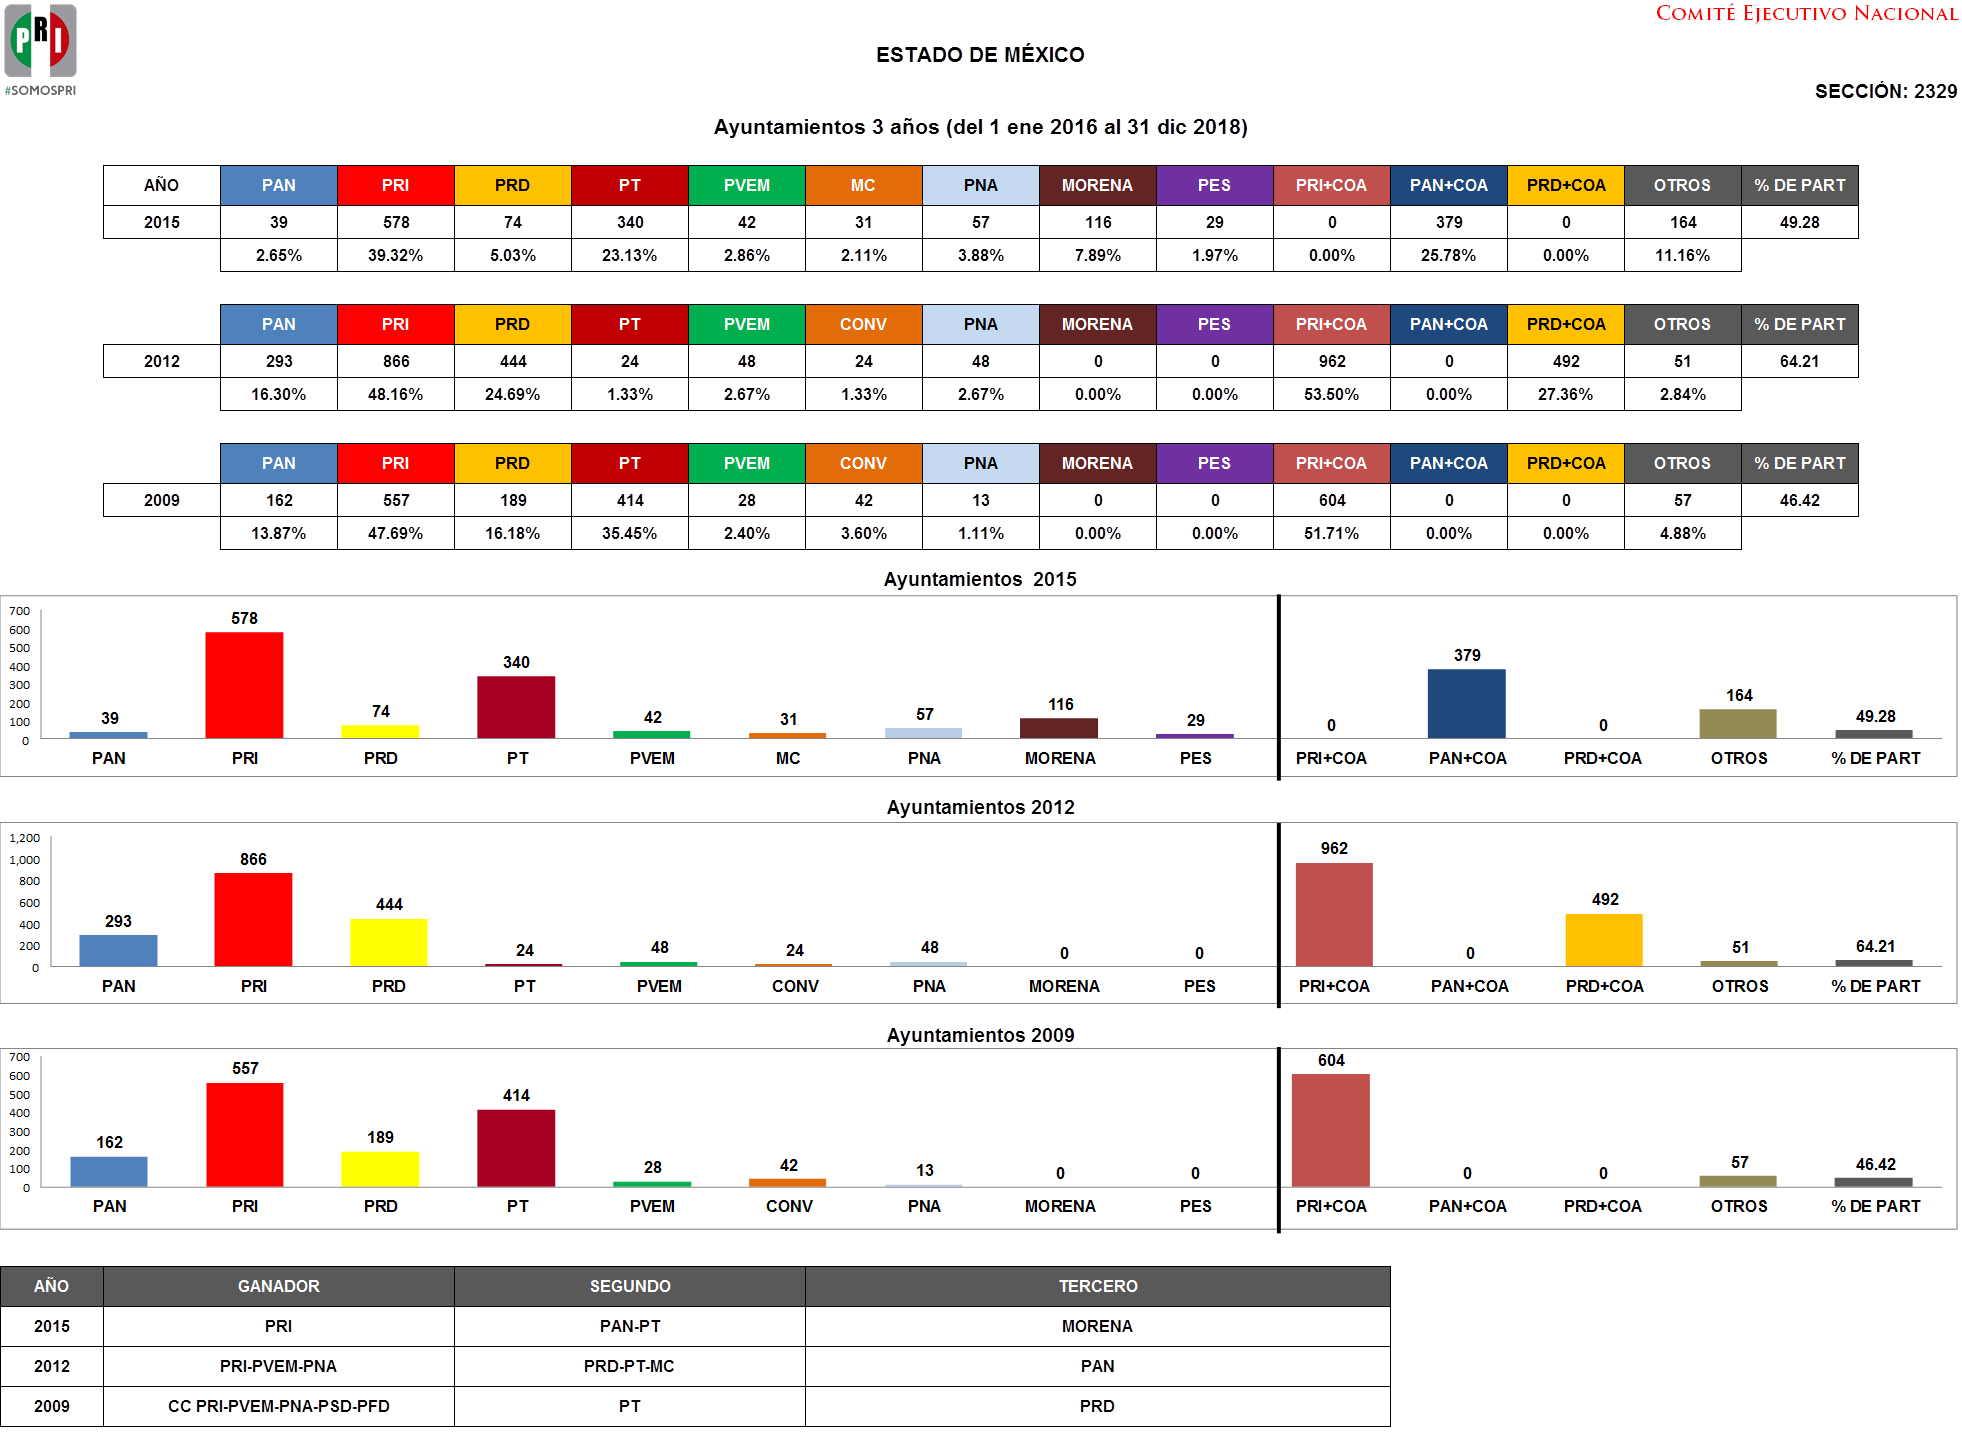 COMITÉ EJECUTIVO NACIONAL
PRI
#SOMOSPRI
ESTADO DE MÉXICO
SECCIÓN: 2329
Ayuntamientos 3 años (del 1 ene 2016 al 31 dic 2018)
AÑO PAN PRI PRD PT PVEM MC PNA MORENA PES PRI+COA PAN+COA PRD+COA OTROS % DE PART
2015 39 578 74 340 42 31 57 116 29 0 379 0 164 49.28
2.65% 39.32% 5.03% 23.13% 2.86% 2.11% 3.88% 7.89% 1.97% 0.00% 25.78% 0.00% 11.16%
PAN PRI PRD PT PVEM CONV PNA MORENA PES PRI+COA PAN+COA PRD+COA OTROS % DE PART
2012 293 866 444 24 48 24 48 0 0 962 0 492 51 64.21
16.30% 48.16% 24.69% 1.33% 2.67% 1.33% 2.67% 0.00% 0.00% 53.50% 0.00% 27.36% 2.84%
PAN PRI PRD PT PVEM CONV PNA MORENA PES PRI+COA PAN+COA PRD+COA OTROS % DE PART
2009 162 557 189 414 28 42 13 0 0 604 0 0 57 46.42
13.87% 47.69% 16.18% 35.45% 2.40% 3.60% 1.11% 0.00% 0.00% 51.71% 0.00% 0.00% 4.88%
Ayuntamientos 2015
700
600
500
400
300
200
100
0
39 578 74 340 42 31 57 116 29 0 379 0 164 49.28
PAN PRI PRD PT PVEM MC PNA MORENA PES PRI+COA PAN+COA PRD+COA OTROS % DE PART
Ayuntamientos 2012
1,200
1,000
800
600
400
200
0
293 866 444 24 48 24 48 0 0 962 0 492 51 64.21
PAN PRI PRD PT PVEM CONV PNA MORENA PES PRI+COA PAN+COA PRD+COA OTROS % DE PART
Ayuntamientos 2009
700
600
500
400
300
200
100
0
162 557 189 414 28 42 13 0 0 604 0 0 57 46.42
PAN PRI PRD PT PVEM CONV PNA MORENA PES PRI+COA PAN+COA PRD+COA OTROS % DE PART
AÑO GANADOR SEGUNDO TERCERO
2015 PRI PAN-PT MORENA
2012 PRI-PVEM-PNA PRD-PT-MC PAN
2009 CC PRI-PVEM-PNA-PSD-PFD PT PRD